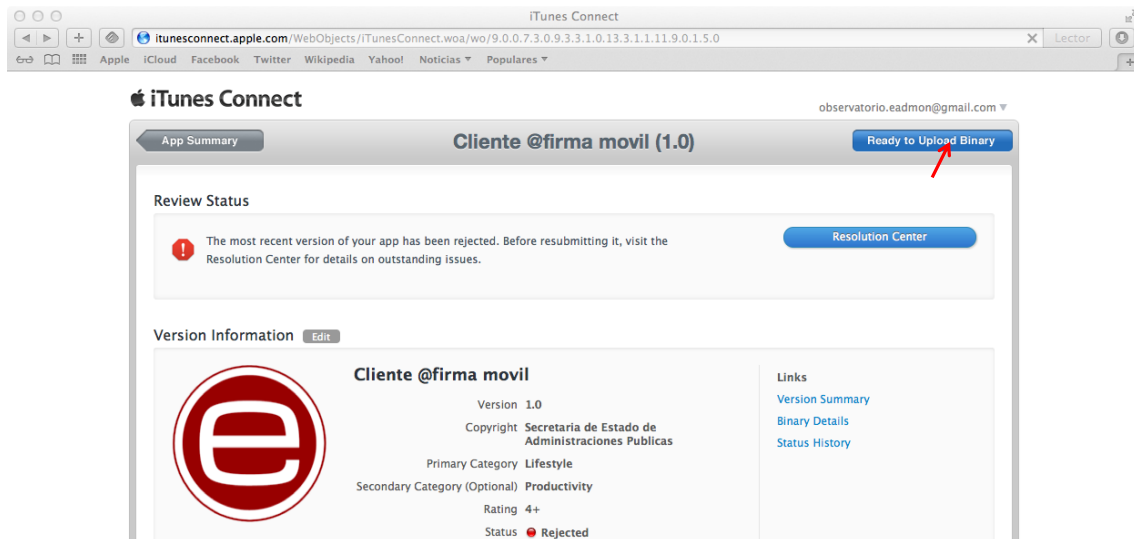 iTunes Connect
itunesconnect.apple.com/WebObjects/iTunesConnect.woa/wo/9.0.0.7.3.0.9.3.3.1.0.13.3.1.1.11.9.0.1.5.0
Lector
Apple iCloud Facebook Twitter Wikipedia Yahoo! Noticias Populares
iTunes Connect
observatorio.eadmon@gmail.com
App Summary
Cliente @firma movil (1.0)
Ready to Upload Binary
Review Status
The most recent version of your app has been rejected. Before resubmitting it, visit the
Resolution Center for details on outstanding issues.
Resolution Center
Version Information Edit
Cliente @firma movil
Version 1.0
Copyright Secretaria de Estado de
Administraciones Publicas
Primary Category Lifestyle
Secondary Category (Optional) Productivity
Rating 4+
Status Rejected
Links
Version Summary
Binary Details
Status History